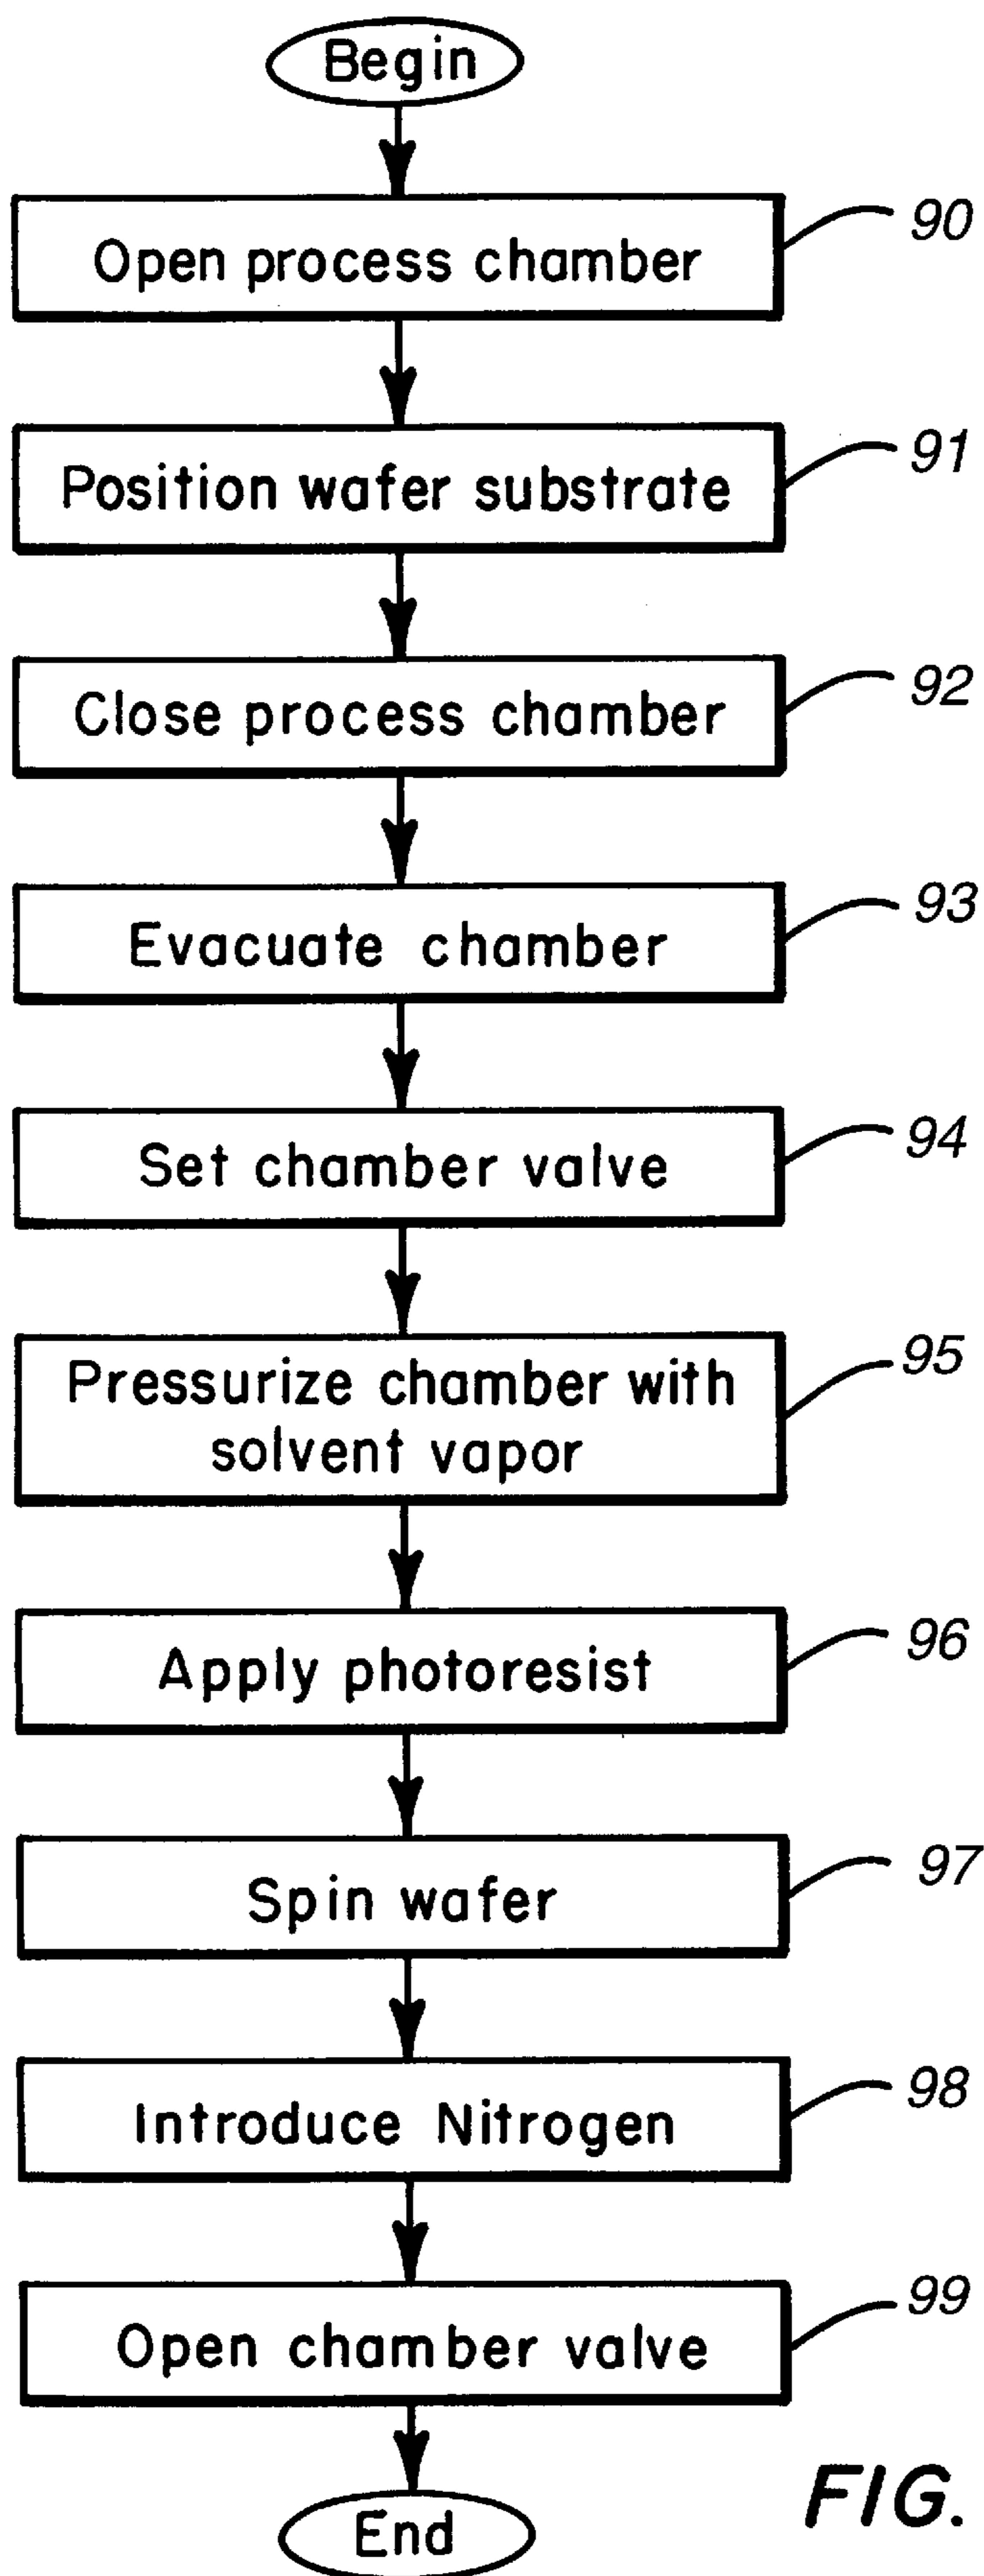 Begin
Open process chamber
90
Position wafer substrate
91
Close process chamber
92
Evacuate chamber
93
Set chamber valve
94
Pressurize chamber with
solvent vapor
95
Apply photoresist
96
Spin wafer
97
Introduce Nitrogen
98
Open chamber valve
99
End
FIG.